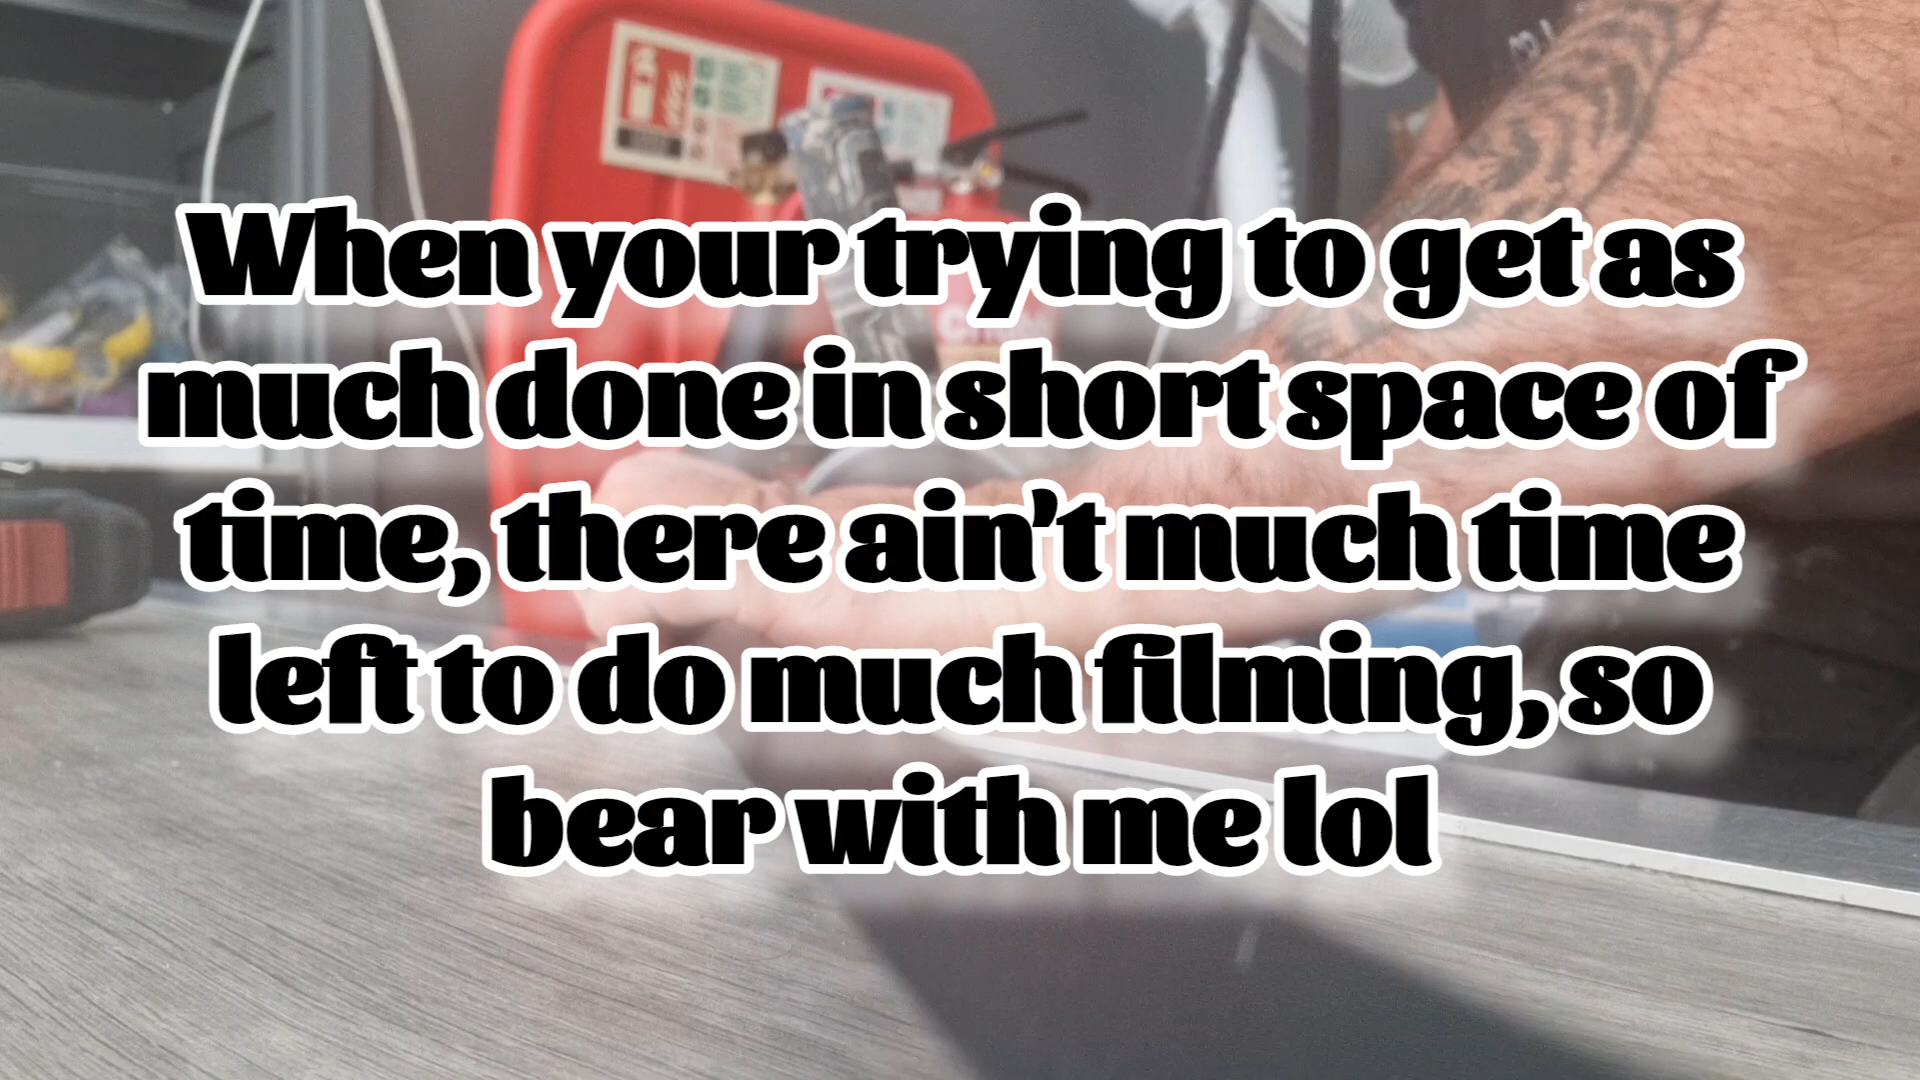 When your trying to get as
much done in short space of
time, there ain't much time
left to do much filming, so
bear with me lol